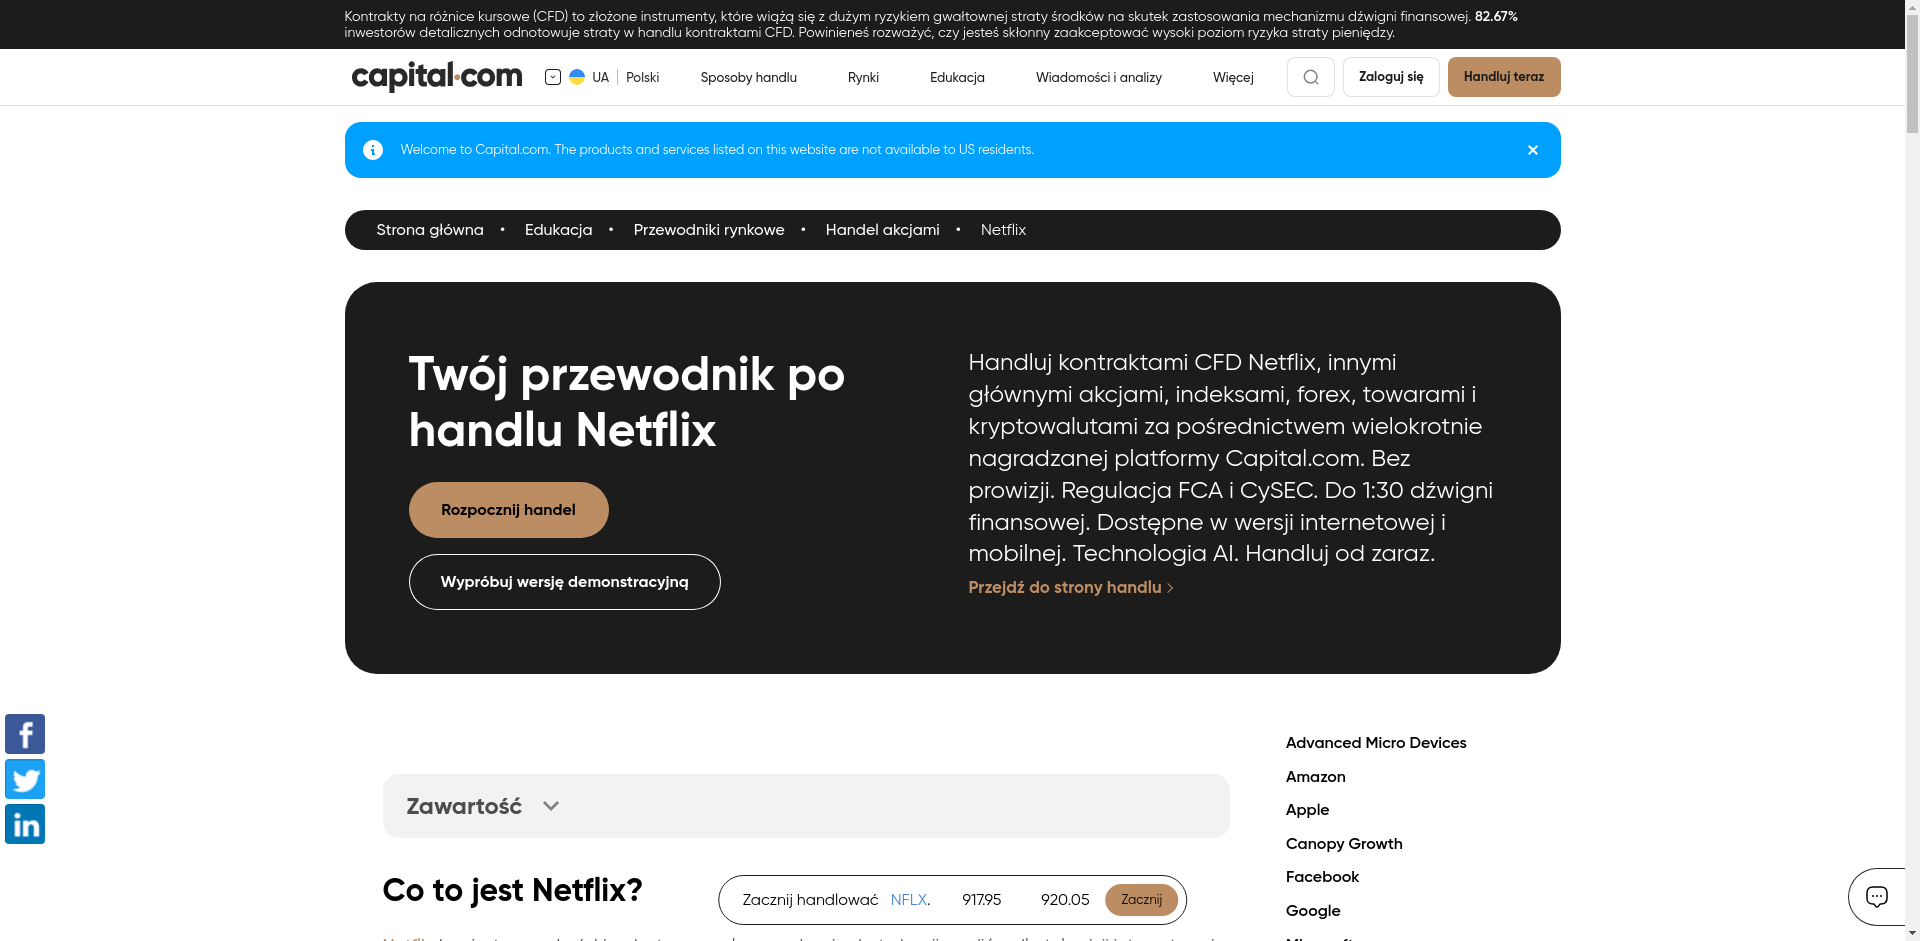 Kontrakty na różnice kursowe (CFD) to złożone instrumenty, które wiążą się z dużym ryzykiem gwałtownej straty środków na skutek zastosowania mechanizmu dźwigni finansowej. 82.67%
inwestorów detalicznych odnotowuje straty w handlu kontraktami CFD. Powinieneś rozważyć, czy jesteś skłonny zaakceptować wysoki poziom ryzyka straty pieniędzy.
capital.com UA Polski Sposoby handlu Rynki Edukacja Wiadomości i analizy Więcej Zaloguj się Handluj teraz
Welcome to Capital.com. The products and services listed on this website are not available to US residents.
Strona główna • Edukacja • Przewodniki rynkowe • Handel akcjami • Netflix
Twój przewodnik po
handlu Netflix
Rozpocznij handel
Wypróbuj wersję demonstracyjną
Handluj kontraktami CFD Netflix, innymi
głównymi akcjami, indeksami, forex, towarami i
kryptowalutami za pośrednictwem wielokrotnie
nagradzanej platformy Capital.com. Bez
prowizji. Regulacja FCA i CySEC. Do 1:30 dźwigni
finansowej. Dostępne w wersji internetowej i
mobilnej. Technologia AI. Handluj od zaraz.
Przejdź do strony handlu
Zawartość
Co to jest Netflix?
Zacznij handlować NFLX. 917.95 920.05 Zacznij
Advanced Micro Devices
Amazon
Apple
Canopy Growth
Facebook
Google